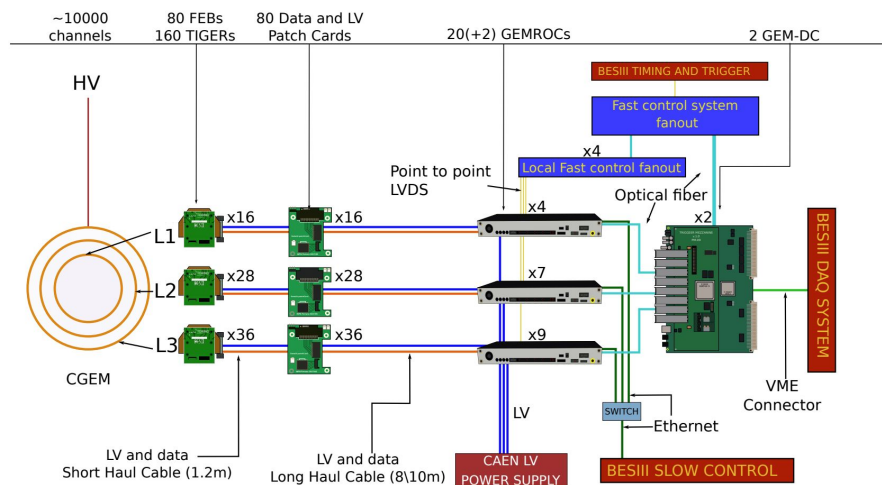 ~10000
channels
80 FEBs
160 TIGERs
80 Data and LV
Patch Cards
20(+2) GEMROCs
2 GEM-DC
HV
BESIII TIMING AND TRIGGER
Fast control system
fanout
x4
Local Fast control fanout
Point to point
LVDS
Optical fiber
L1
x16
x16
x4
x2
L2
x28
x28
x7
L3
x36
x36
x9
CGEM
BESIII DAQ SYSTEM
VME
Connector
SWITCH
Ethernet
LV
LV and data
Short Haul Cable (1.2m)
LV and data
Long Haul Cable (8\10m)
CAEN LV
POWER SUPPLY
BESIII SLOW CONTROL